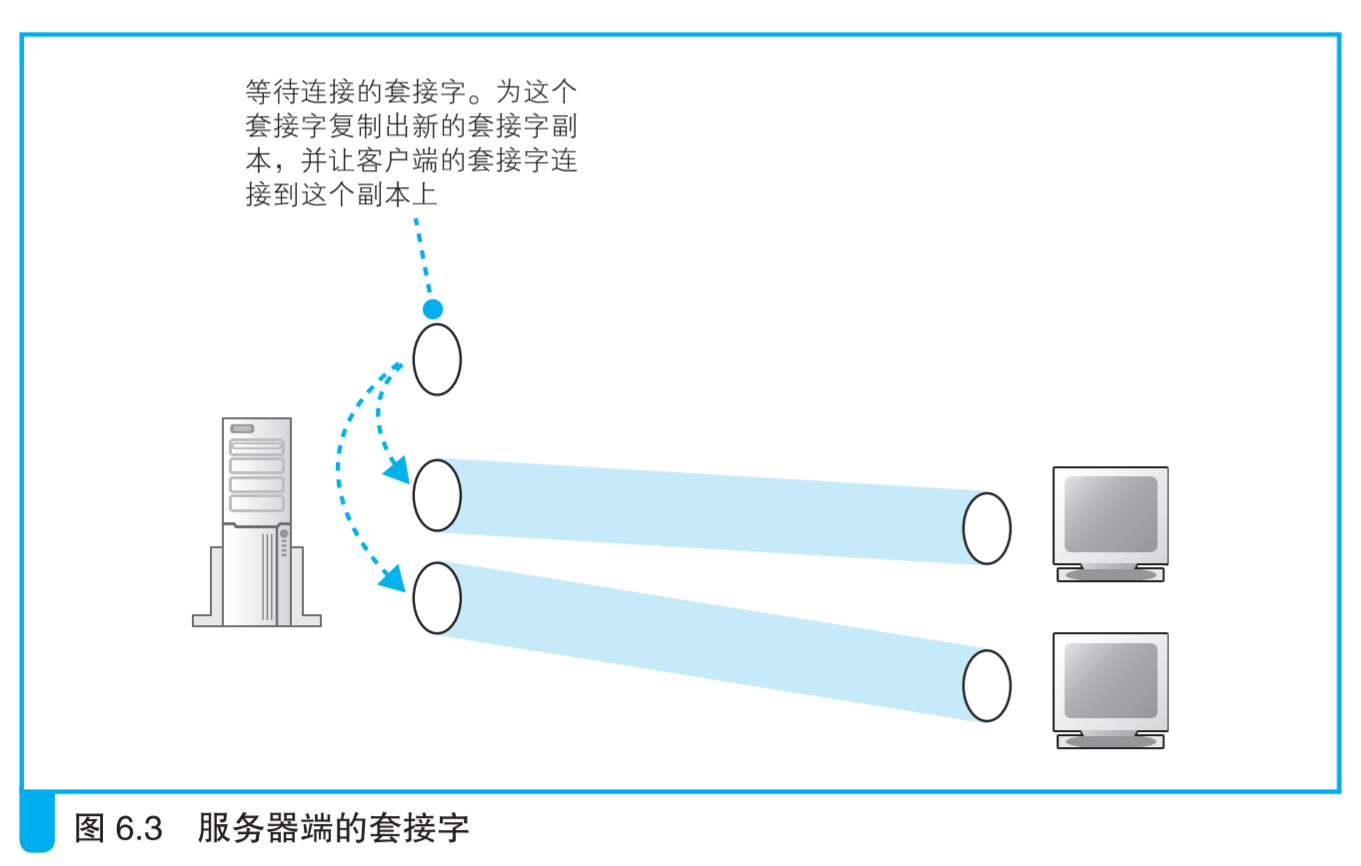 等待连接的套接字。为这个
套接字复制出新的套接字副
本，并让客户端的套接字连
接到这个副本上
图 6.3 服务器端的套接字